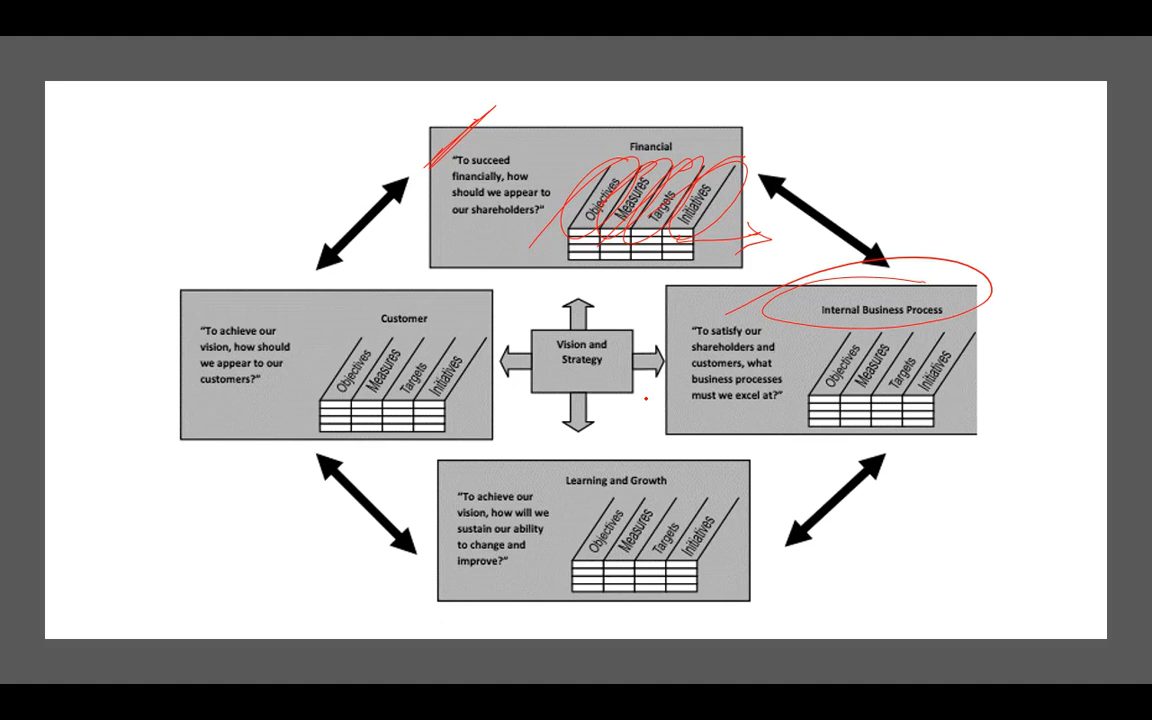 Financial
“To succeed
financially, how
should we appear to
our shareholders?”
Objectives
Measures
Targets
Initiatives
Customer
“To achieve our
vision, how should
we appear to our
customers?”
Objectives
Measures
Targets
Initiatives
Vision and
Strategy
Internal Business Process
“To satisfy our
shareholders and
customers, what
business processes
must we excel at?”
Objectives
Measures
Targets
Initiatives
Learning and Growth
“To achieve our
vision, how will we
sustain our ability
to change and
improve?”
Objectives
Measures
Targets
Initiatives